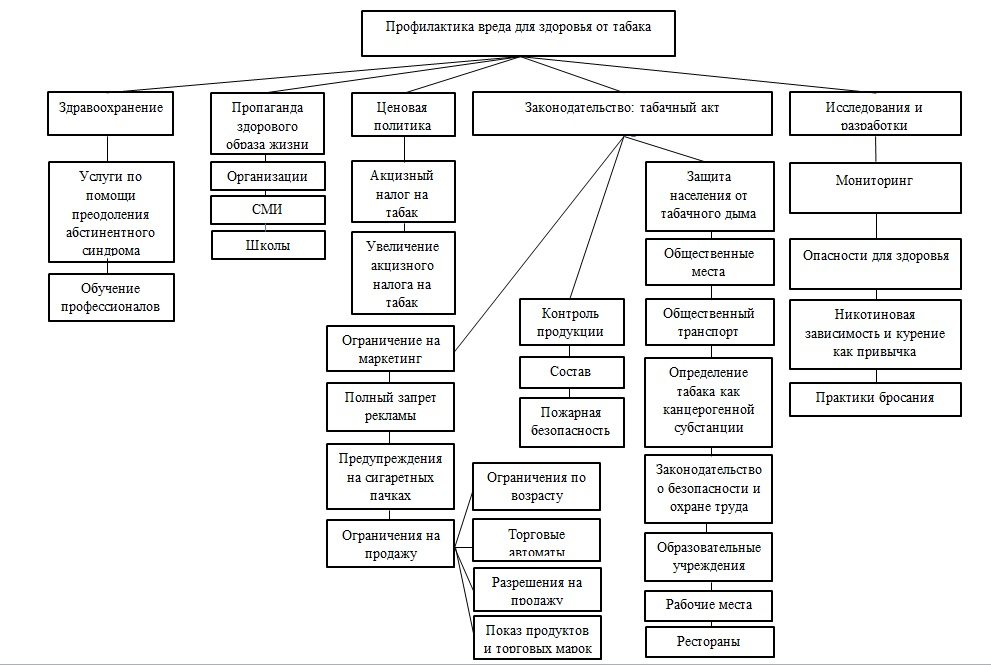 Профилактика вреда для здоровья от табака
Здравоохранение
Услуги по
помощи
преодоления
абстинентного
синдрома
Обучение
профессионалов
Пропаганда
здорового
образа жизни
Организации
СМИ
Школы
Ценовая
политика
Акцизный
налог на
табак
Увеличение
акцизного
налога на
табак
Законодательство: табачный акт
Ограничение на
маркетинг
Полный запрет
рекламы
Предупреждения
на сигаретных
пачках
Ограничения на
продажу
Ограничения по
возрасту
Торговые
автоматы
Разрешения на
продажу
Показ продуктов
и торговых марок
Контроль
продукции
Состав
Пожарная
безопасность
Защита
населения от
табачного дыма
Общественные
места
Общественный
транспорт
Определение
табака как
канцерогенной
субстанции
Законодательство
о безопасности и
охране труда
Образовательные
учреждения
Рабочие места
Рестораны
Исследования и
разработки
Мониторинг
Опасности для здоровья
Никотиновая
зависимость и курение
как привычка
Практики бросания